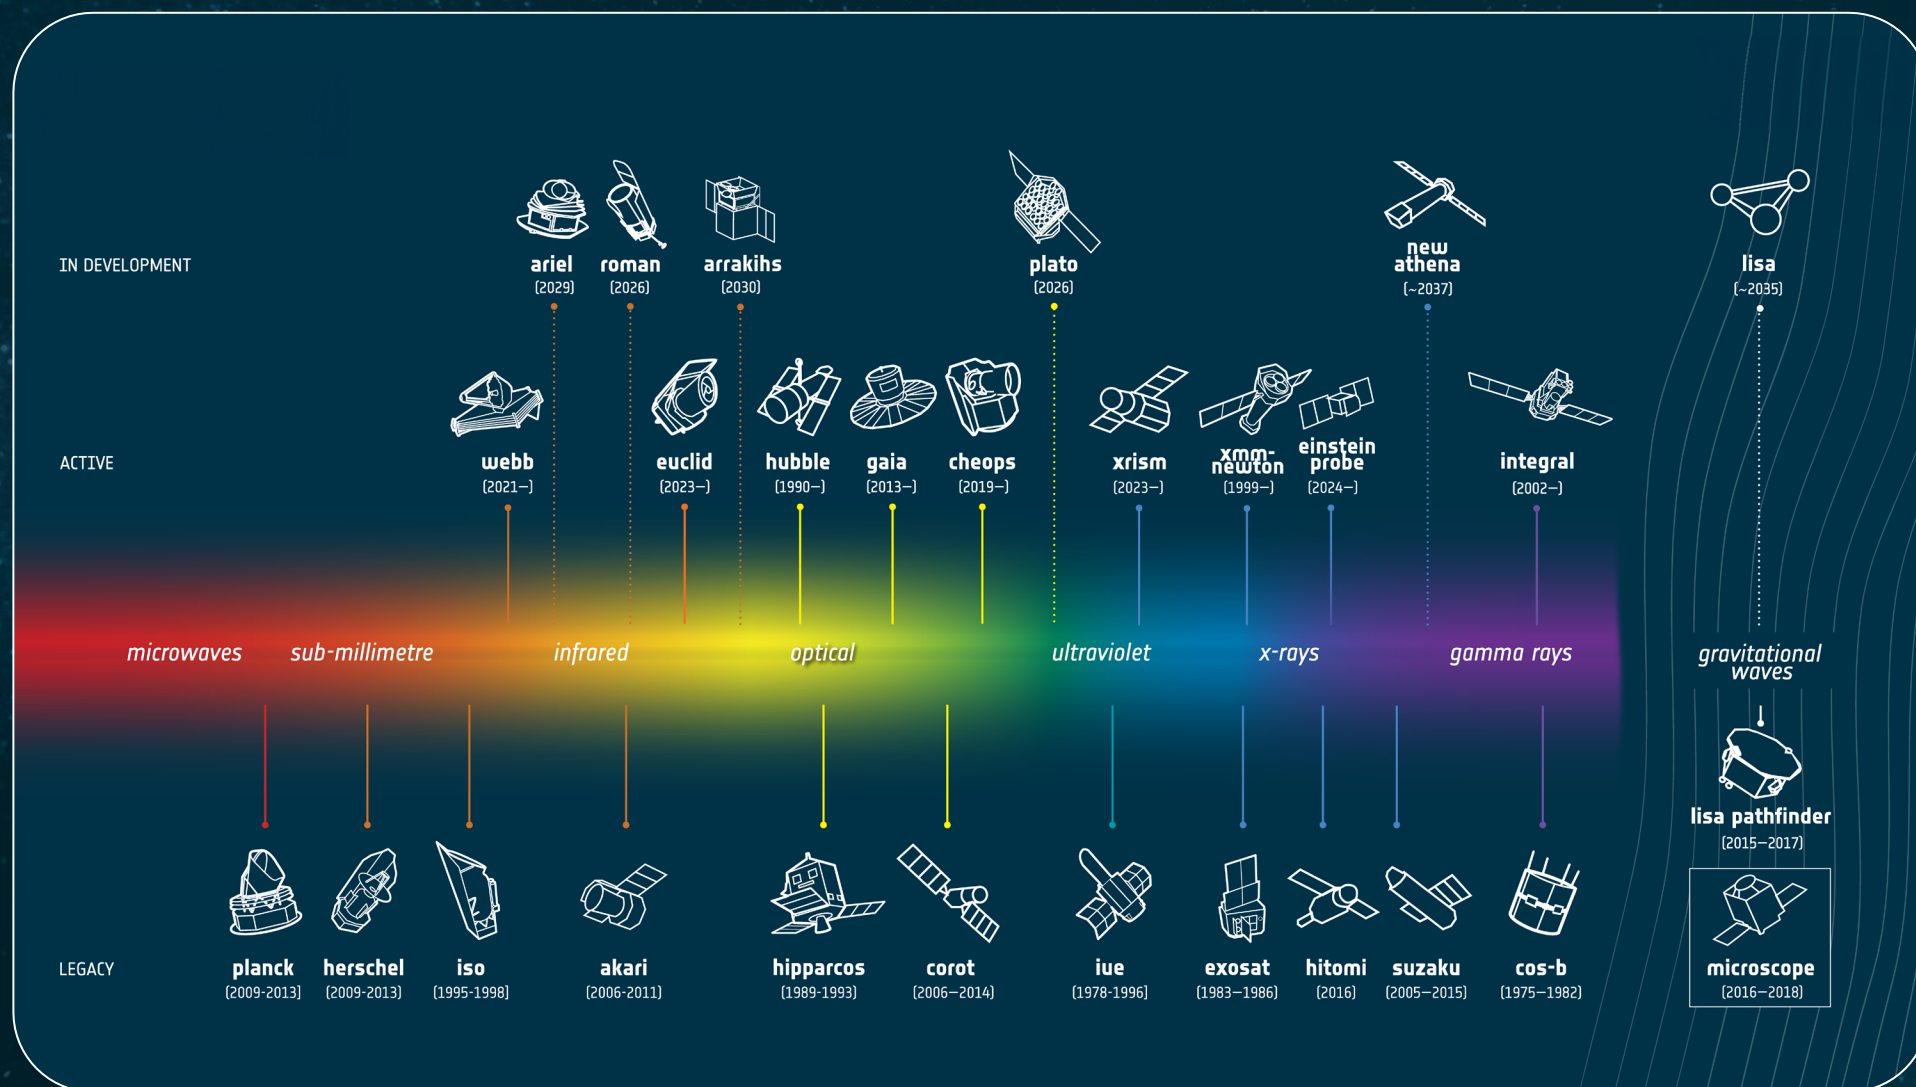 IN DEVELOPMENT
ariel
(2029)
roman
(2026)
arrakihs
(2030)
plato
(2026)
new
athena
(~2037)
lisa
(~2035)
ACTIVE
webb
(2021–)
euclid
(2023–)
hubble
(1990–)
gaia
(2013–)
cheops
(2019–)
xrism
(2023–)
xmm-
newton
(1999–)
einstein
probe
(2024–)
integral
(2002–)
microwaves
sub-millimetre
infrared
optical
ultraviolet
x-rays
gamma rays
gravitational
waves
lisa pathfinder
(2015–2017)
LEGACY
planck
(2009-2013)
herschel
(2009-2013)
iso
(1995-1998)
akari
(2006-2011)
hipparcos
(1989-1993)
corot
(2006–2014)
iue
(1978-1996)
exosat
(1983–1986)
hitomi
(2016)
suzaku
(2005–2015)
cos-b
(1975–1982)
microscope
(2016–2018)